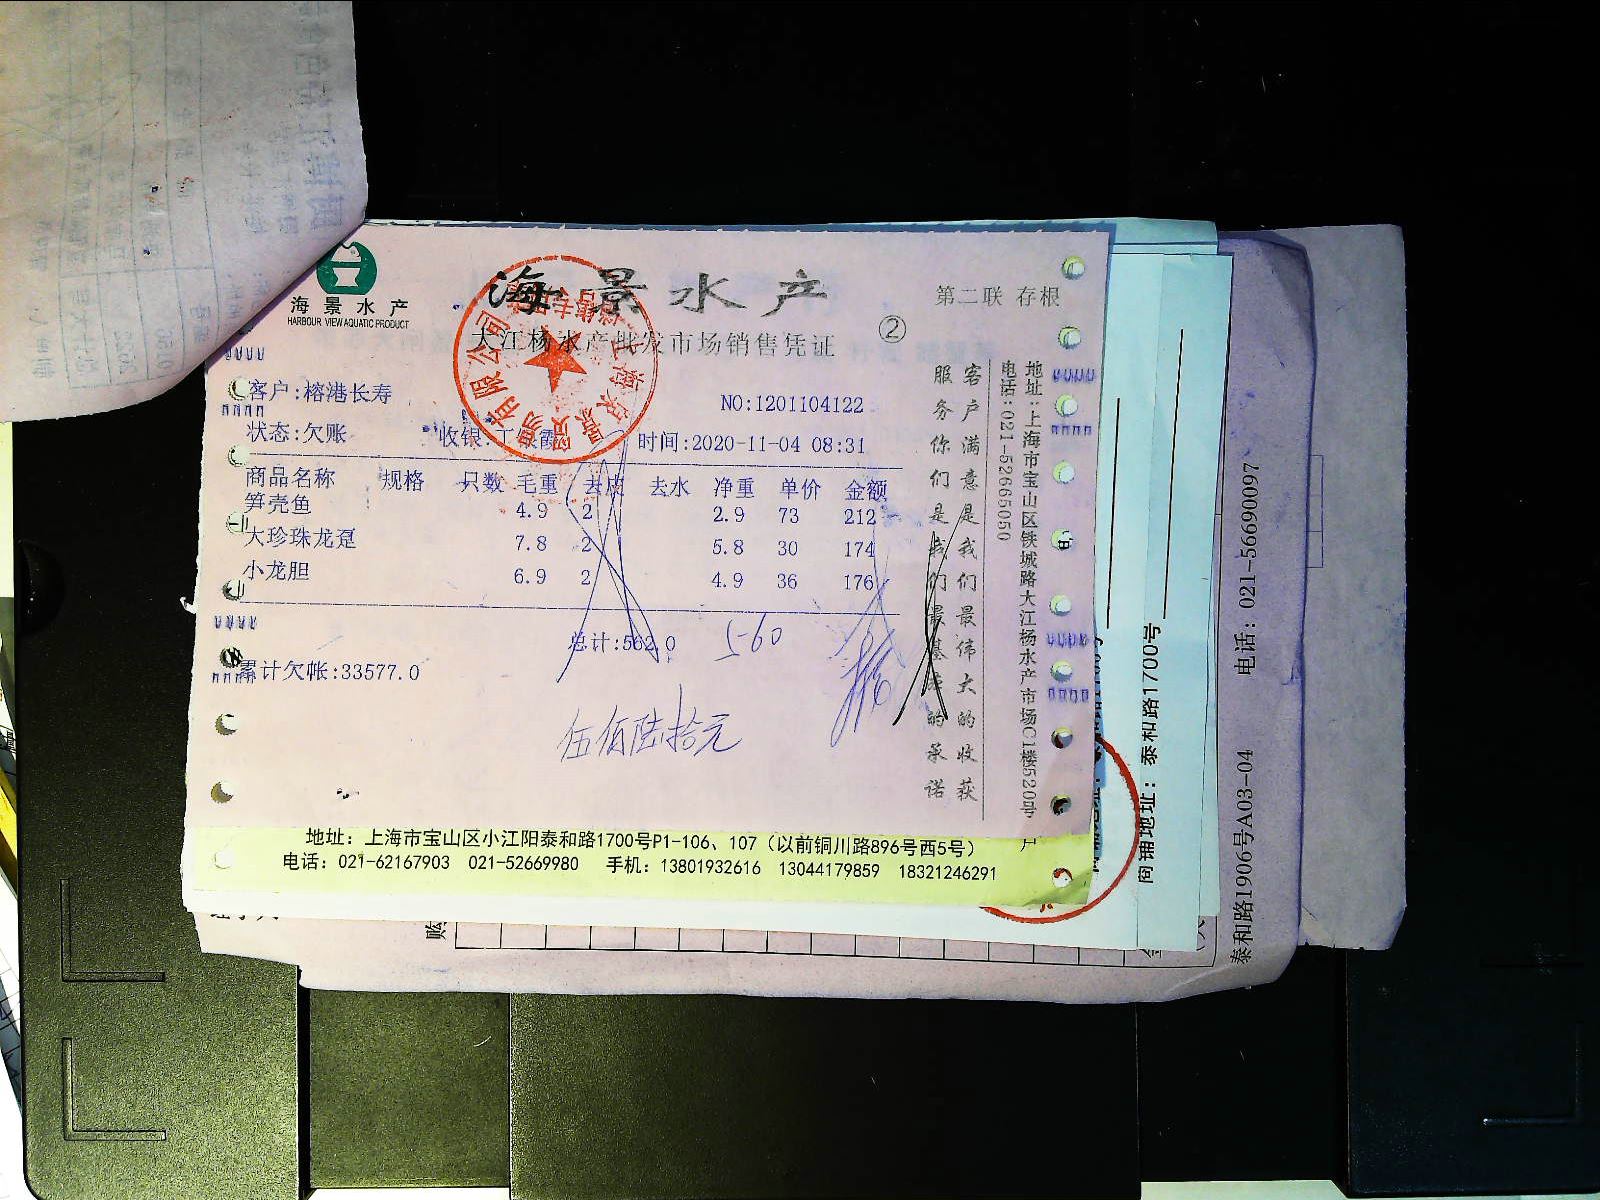 海景水产
HARBOUR VIEW AQUATIC PRODUCT
海景水产
第二联 存根
大江杨水产批发市场销售凭证
②
客户:榕港长寿
NO:1201104122
状态:欠账
收银:
时间:2020-11-04 08:31
商品名称 规格 只数 毛重 去皮 去水 净重 单价 金额
笋壳鱼 4.9 2 2.9 73 212
大珍珠龙趸 7.8 2 5.8 30 174
小龙胆 6.9 2 4.9 36 176
总计:562.0 560
累计欠帐:33577.0
伍佰陆拾元
客户满意是我们最伟大的收获
服务你们是我们最基本的承诺
地址:上海市宝山区铁城路大江杨水产市场C1楼520号
电话:021-52665050
地址：上海市宝山区小江阳泰和路1700号P1-106、107（以前铜川路896号西5号）
电话：021-62167903 021-52669980 手机：13801932616 13044179859 18321246291
商铺地址：泰和路1700号
泰和路1906号A03-04 电话：021-56690097
购